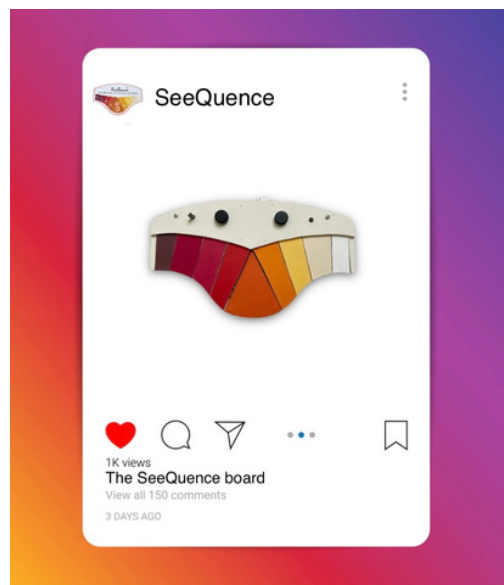 SeeQuence
1K views
The SeeQuence board
View all 150 comments
3 DAYS AGO